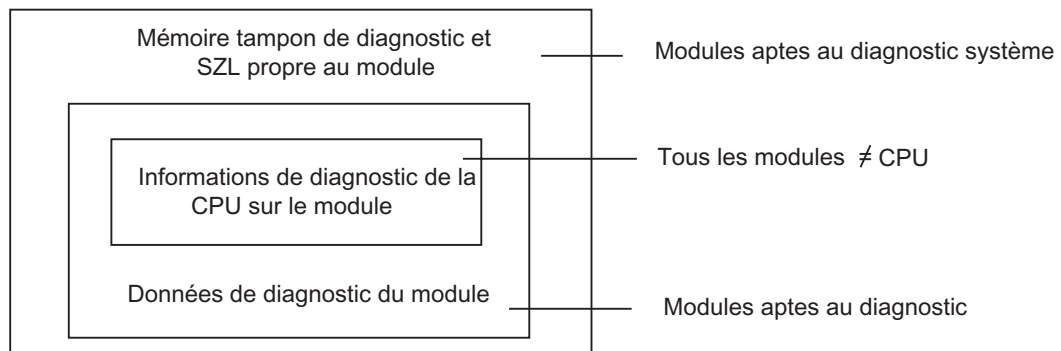 Mémoire tampon de diagnostic et
SZL propre au module
Modules aptes au diagnostic système
Tous les modules ≠ CPU
Informations de diagnostic de la
CPU sur le module
Données de diagnostic du module
Modules aptes au diagnostic